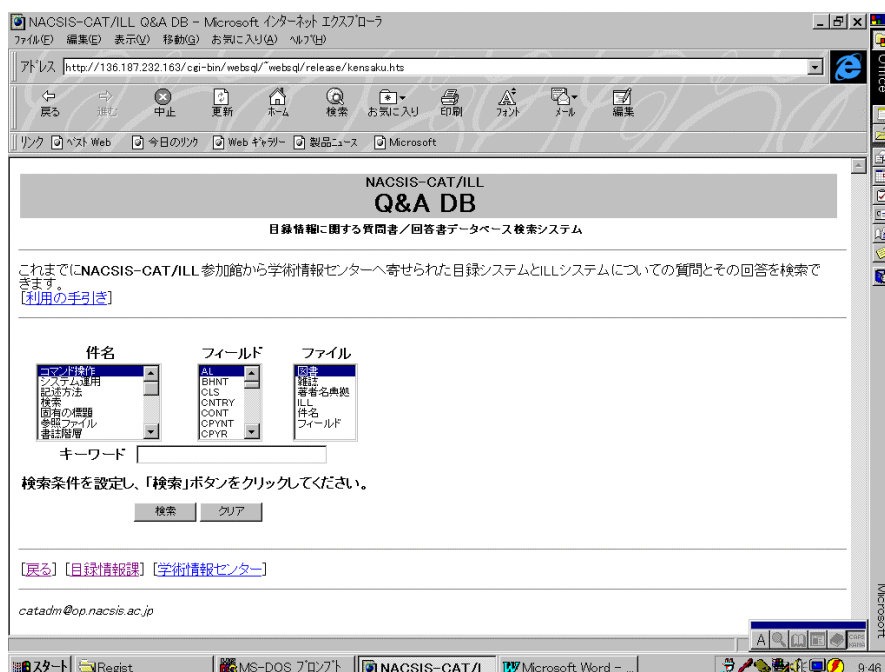 NACSIS-CAT/ILL Q&A DB - Microsoft インターネット エクスプローラ
ファイル(F) 編集(E) 表示(V) 移動(G) お気に入り(A) ヘルプ(H)
アドレス http://136.187.232.163/cgi-bin/websql/~websql/release/kensaku.hts
戻る 進む 中止 更新 ホーム 検索 お気に入り 印刷 フォント メール 編集
リンク ベスト Web 今日のリンク Web ギャラリー 製品ニュース Microsoft
Office
NACSIS-CAT/ILL
Q&A DB
目録情報に関する質問書/回答書データベース検索システム
これまでにNACSIS-CAT/ILL参加館から学術情報センターへ寄せられた目録システムとILLシステムについての質問とその回答を検索で
きます。
[利用の手引き]
件名 フィールド ファイル
コマンド操作 AL 図書
システム運用 BHNT 雑誌
記述方法 CLS 著者名典拠
検索 CNTRY ILL
固有の標題 CONT 件名
参照ファイル CPYNT フィールド
書誌階層 CPYR
キーワード
検索条件を設定し、「検索」ボタンをクリックしてください。
検索 クリア
[戻る] [目録情報課] [学術情報センター]
catadm@op.nacsis.ac.jp
Microsoft
A CAPS KANA
スタート Regist MS-DOS プロンプト NACSIS-CAT/I Microsoft Word - ... 9:46